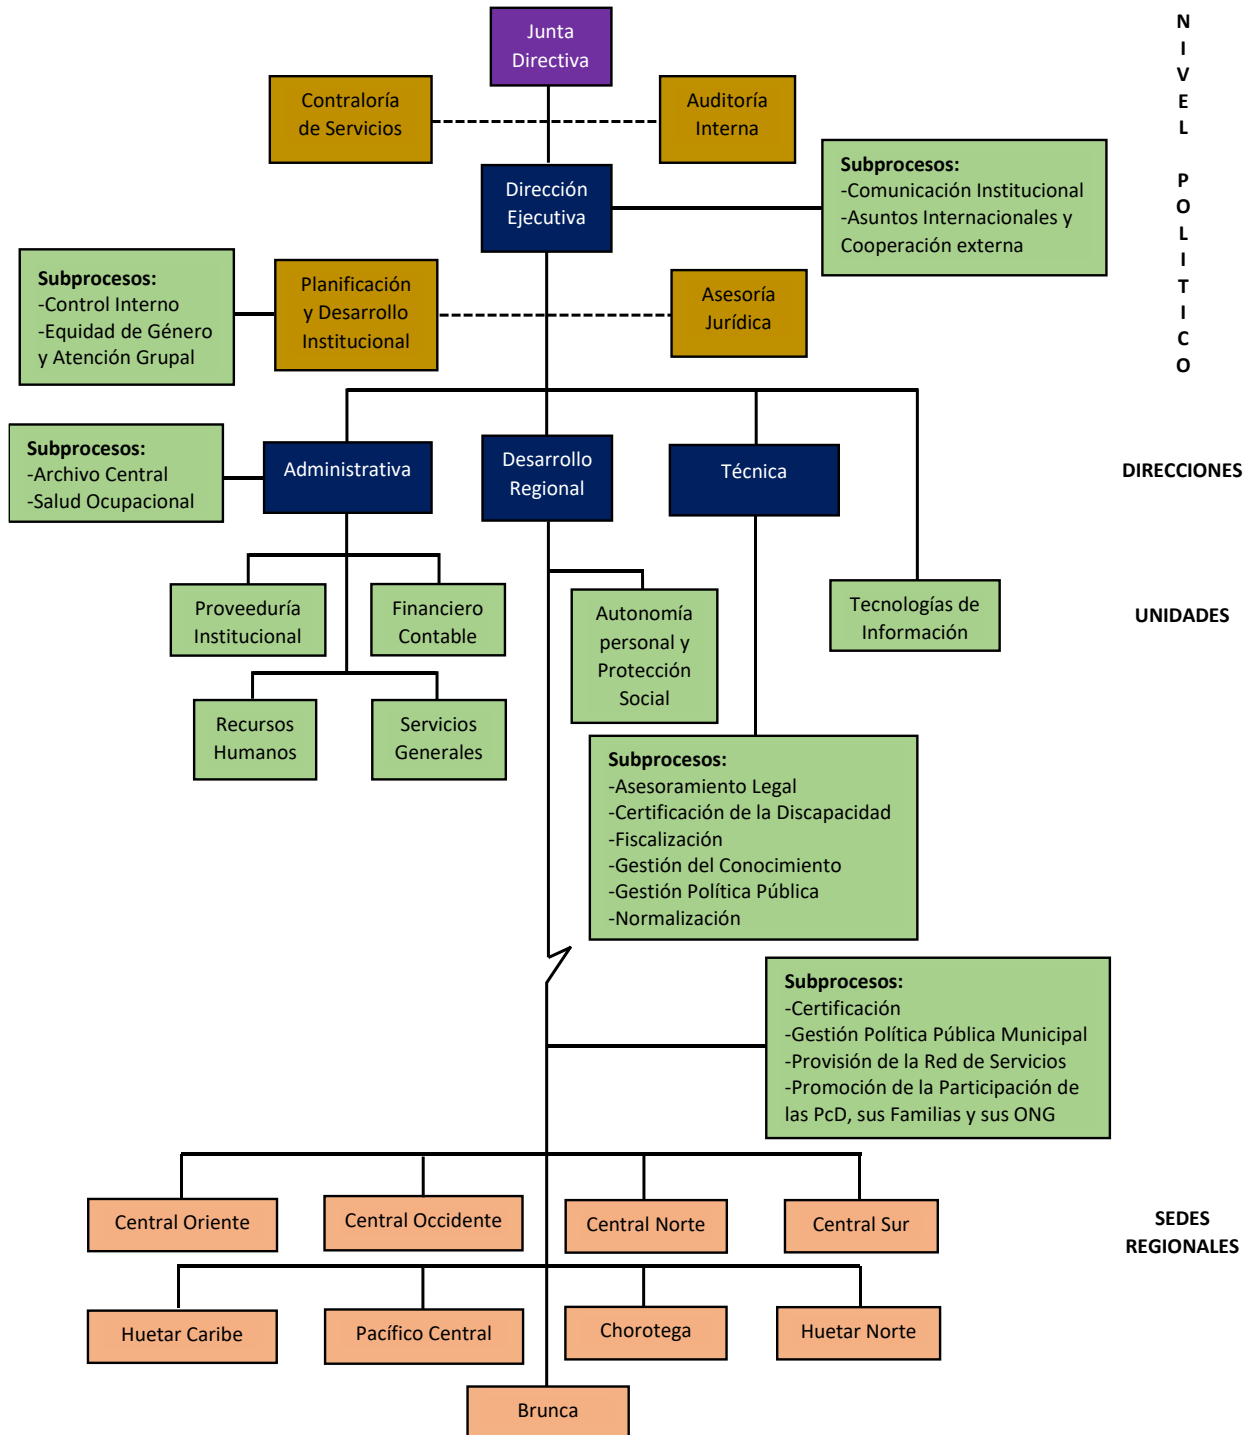 Junta
Directiva
Contraloría
de Servicios
Auditoría
Interna
Dirección
Ejecutiva
Subprocesos:
-Comunicación Institucional
-Asuntos Internacionales y
Cooperación externa
N
I
V
E
L
P
O
L
I
T
I
C
O
Subprocesos:
-Control Interno
-Equidad de Género
y Atención Grupal
Planificación
y Desarrollo
Institucional
Asesoría
Jurídica
Subprocesos:
-Archivo Central
-Salud Ocupacional
Administrativa
Desarrollo
Regional
Técnica
DIRECCIONES
Proveeduría
Institucional
Financiero
Contable
Autonomía
personal y
Protección
Social
Tecnologías de
Información
UNIDADES
Recursos
Humanos
Servicios
Generales
Subprocesos:
-Asesoramiento Legal
-Certificación de la Discapacidad
-Fiscalización
-Gestión del Conocimiento
-Gestión Política Pública
-Normalización
Subprocesos:
-Certificación
-Gestión Política Pública Municipal
-Provisión de la Red de Servicios
-Promoción de la Participación de
las PcD, sus Familias y sus ONG
Central Oriente
Central Occidente
Central Norte
Central Sur
SEDES
REGIONALES
Huetar Caribe
Pacífico Central
Chorotega
Huetar Norte
Brunca